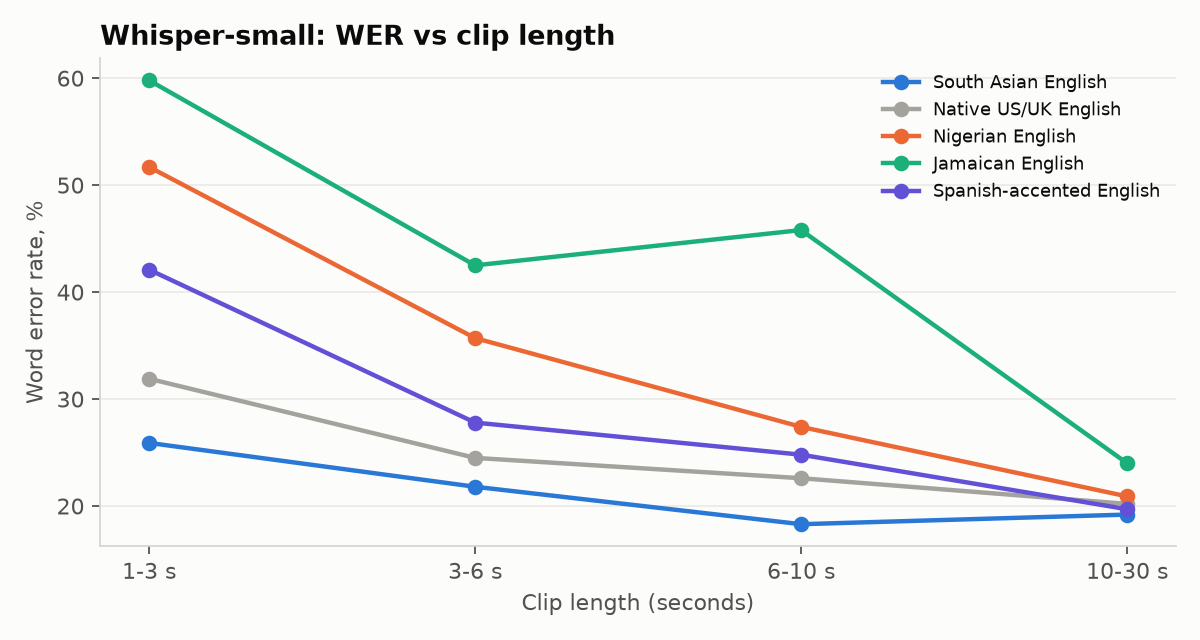 Whisper-small: WER vs clip length
60
50
40
30
20
Word error rate, %
South Asian English
Native US/UK English
Nigerian English
Jamaican English
Spanish-accented English
1-3 s
3-6 s
6-10 s
10-30 s
Clip length (seconds)